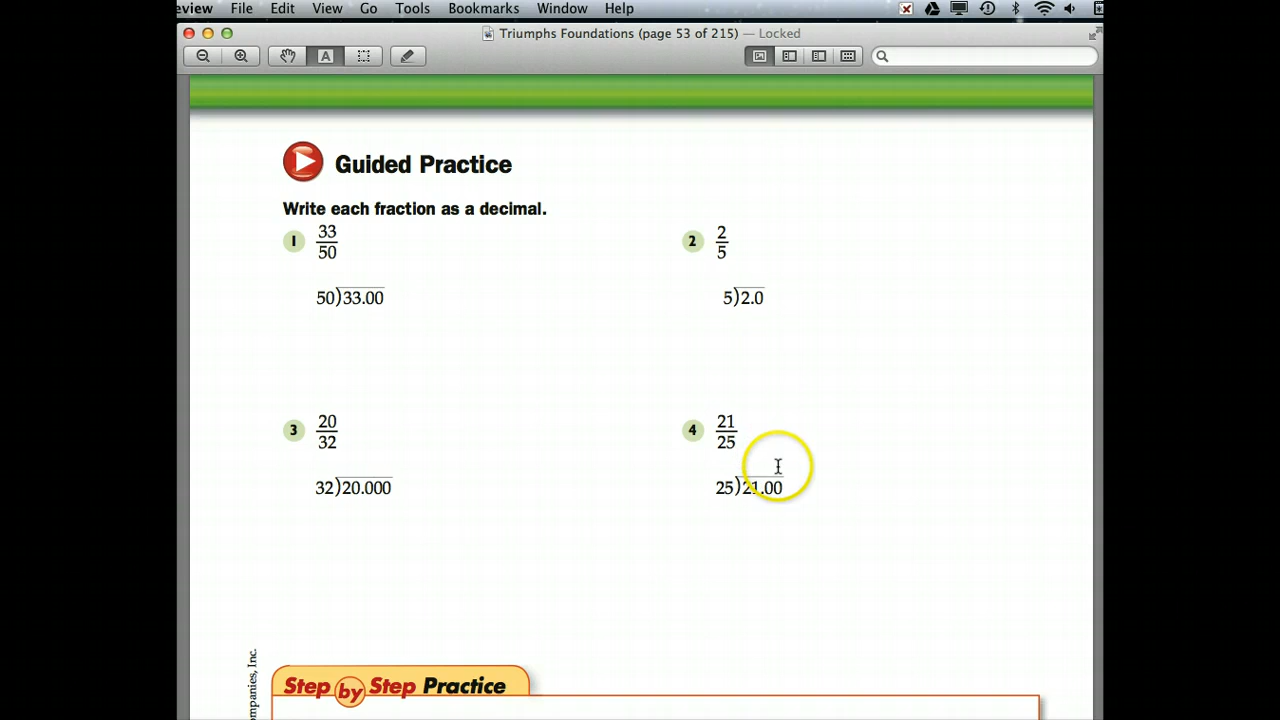 File Edit View Go Tools Bookmarks Window Help
Triumphs Foundations (page 53 of 215) — Locked
Guided Practice
Write each fraction as a decimal.
1 33/50
50)33.00
2 2/5
5)2.0
3 20/32
32)20.000
4 21/25
25)21.00
Step by Step Practice